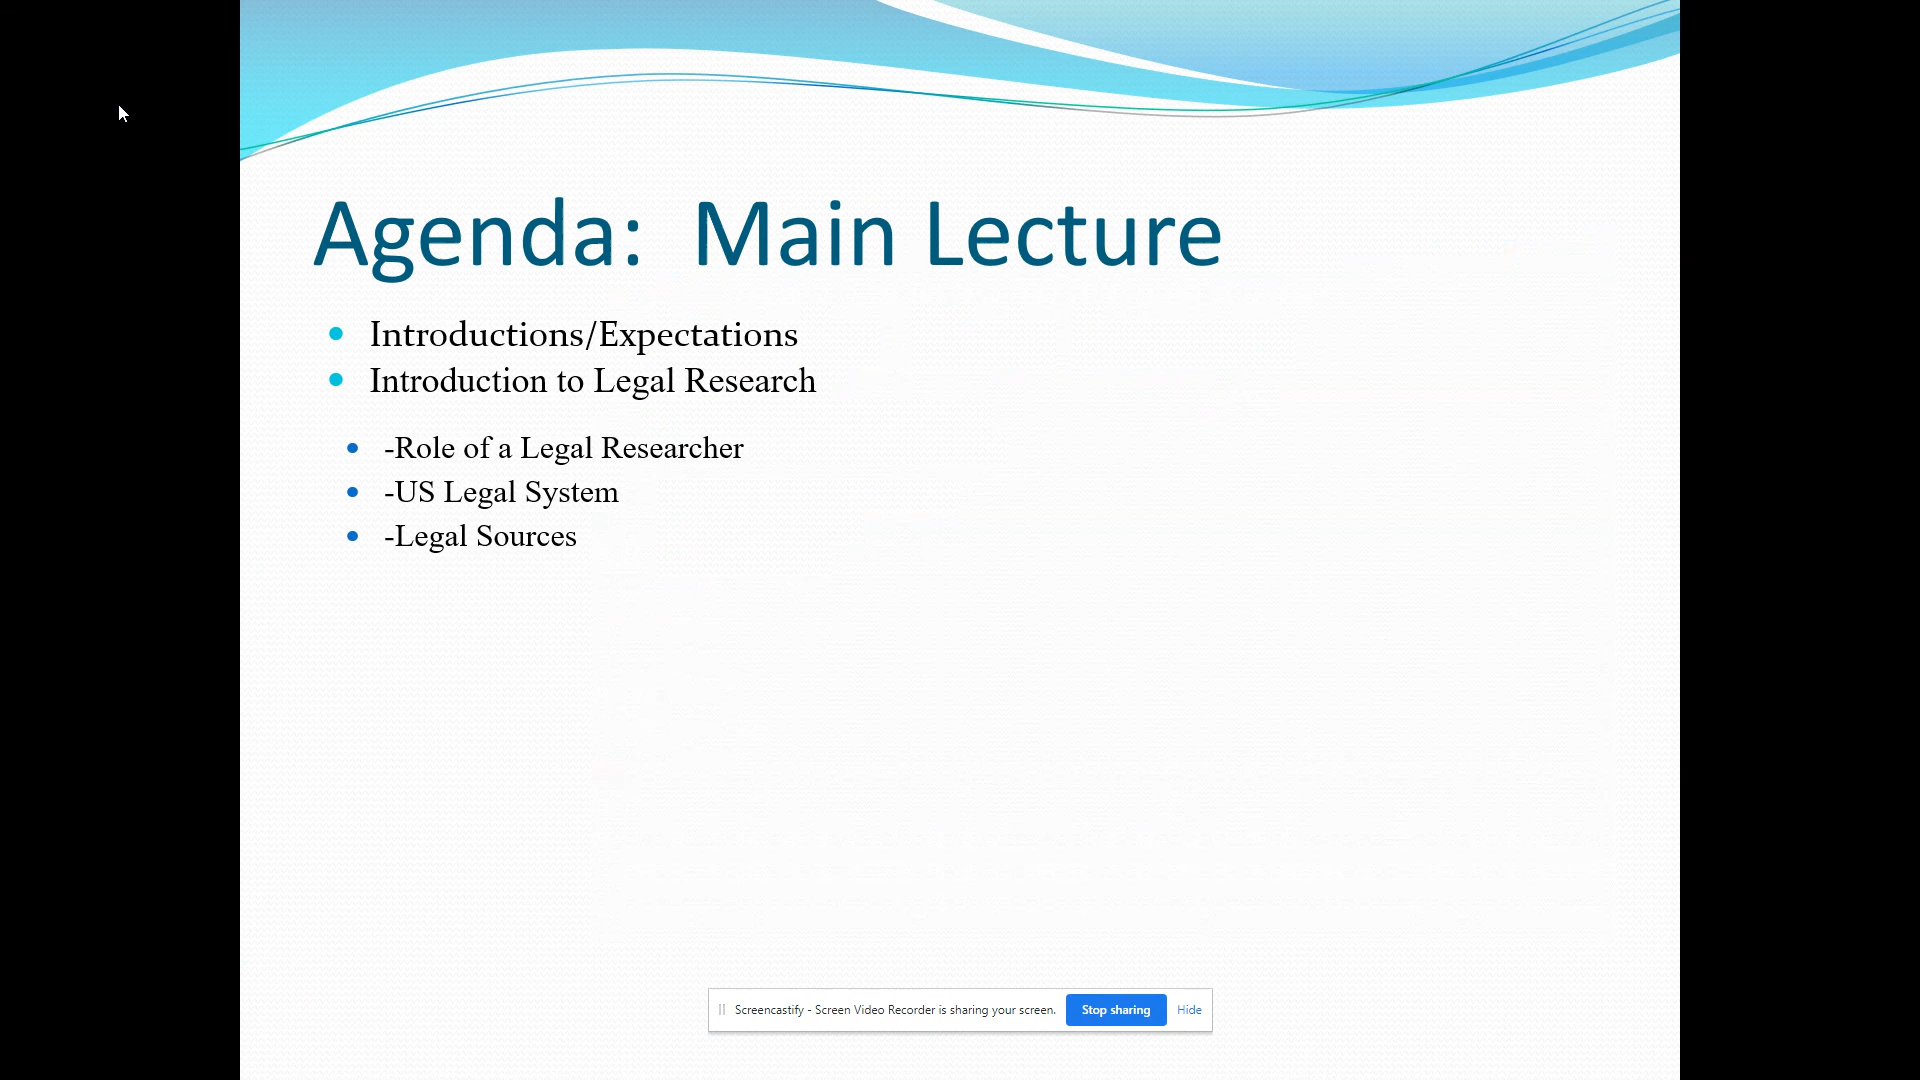 Agenda:  Main Lecture
Introductions/Expectations
Introduction to Legal Research
-Role of a Legal Researcher
-US Legal System
-Legal Sources
Screencastify - Screen Video Recorder is sharing your screen. Stop sharing Hide